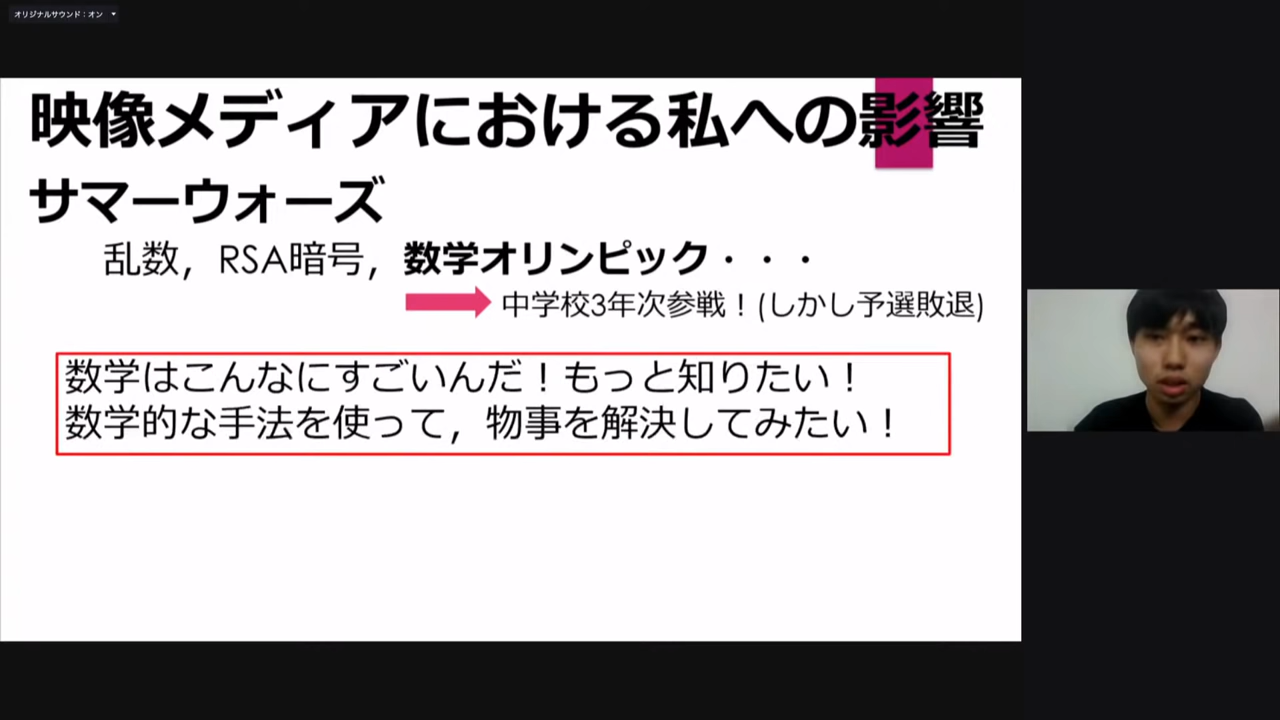 オリジナルサウンド：オン
映像メディアにおける私への影響
サマーウォーズ
乱数，RSA暗号，数学オリンピック・・・
中学校3年次参戦！(しかし予選敗退)
数学はこんなにすごいんだ！もっと知りたい！
数学的な手法を使って，物事を解決してみたい！